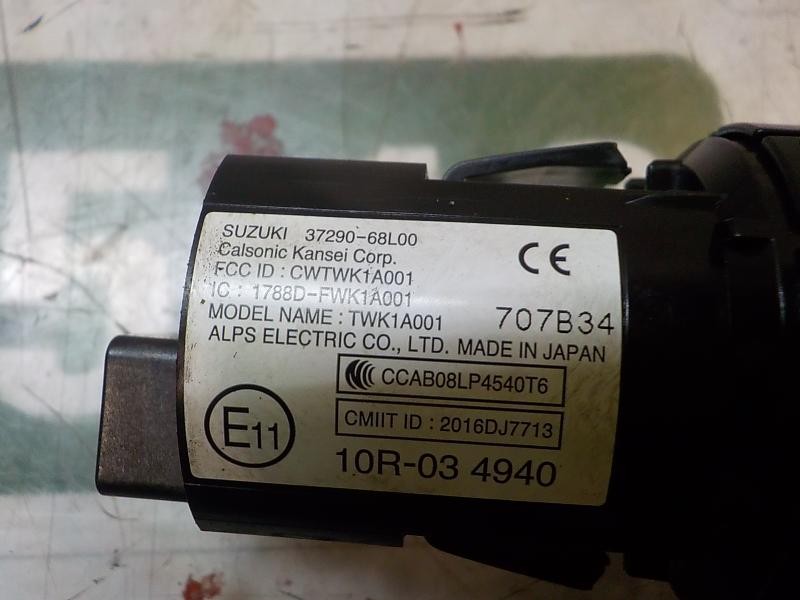 SUZUKI 37290-68L00
Calsonic Kansei Corp.
FCC ID : CWTWK1A001
IC : 1788D-FWK1A001
MODEL NAME : TWK1A001
707B34
ALPS ELECTRIC CO., LTD. MADE IN JAPAN
CE
CCAB08LP4540T6
CMIIT ID : 2016DJ7713
E11
10R-03 4940